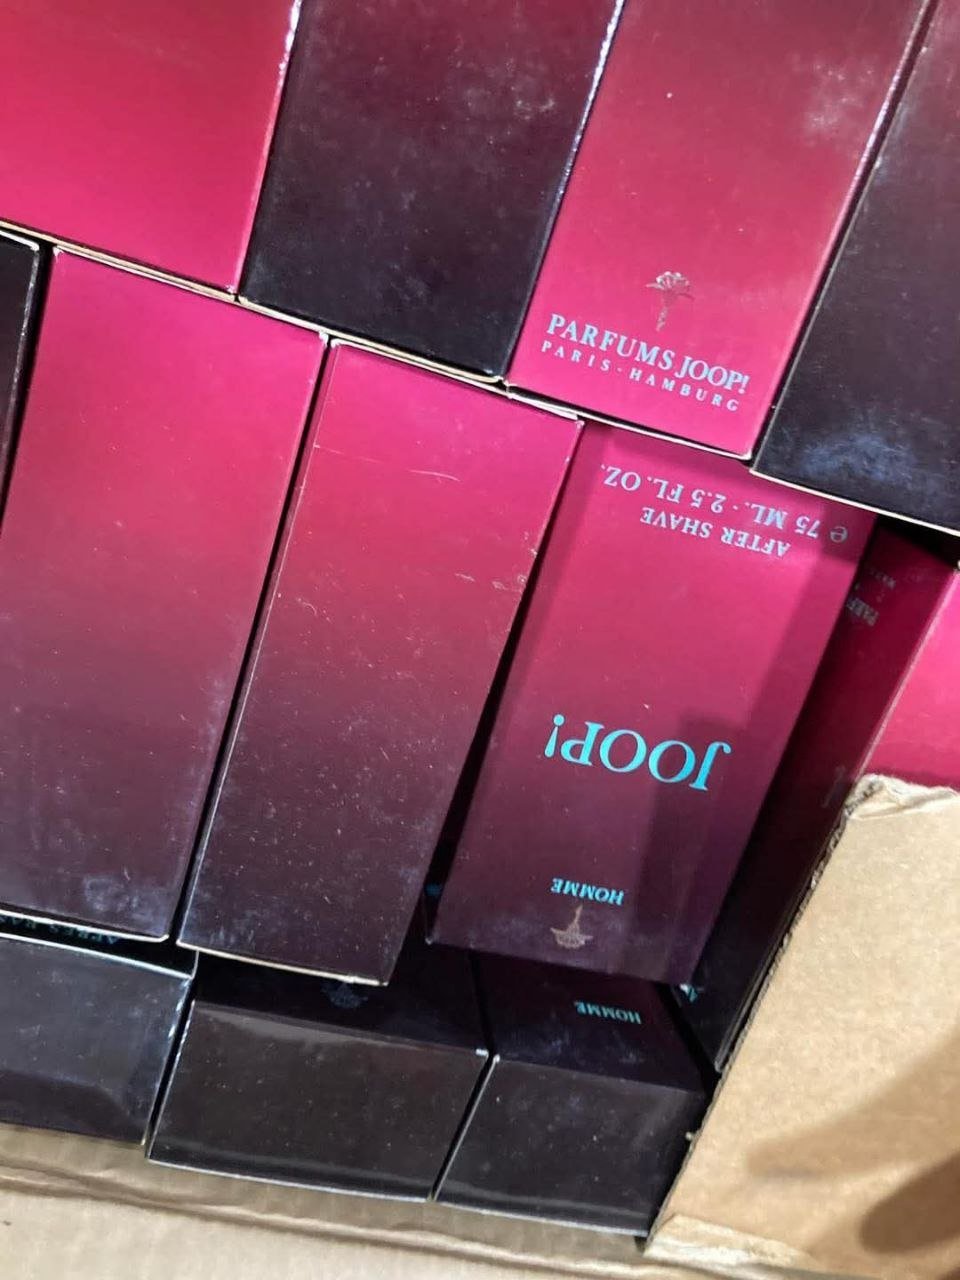 PARFUMS JOOP!
PARIS - HAMBURG
e 75 ML. - 2.5 FL. OZ.
AFTER SHAVE
JOOP!
HOMME
HOMME